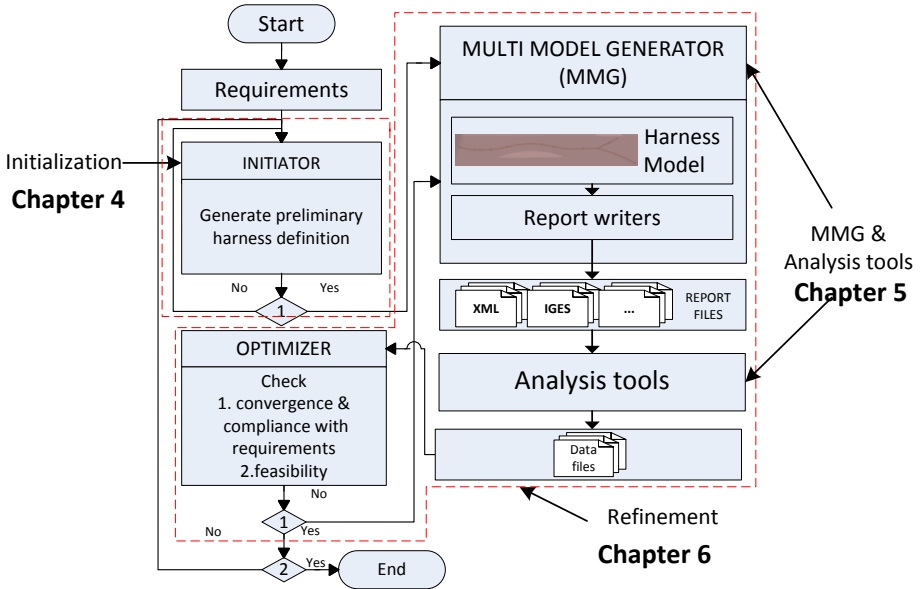 Start
Requirements
Initialization
Chapter 4
INITIATOR
Generate preliminary
harness definition
No
Yes
1
OPTIMIZER
Check
1. convergence &
compliance with
requirements
2.feasibility
No
1
Yes
No
2
Yes
End
MULTI MODEL GENERATOR
(MMG)
Harness
Model
Report writers
XML
IGES
...
REPORT
FILES
Analysis tools
Data
files
MMG &
Analysis tools
Chapter 5
Refinement
Chapter 6